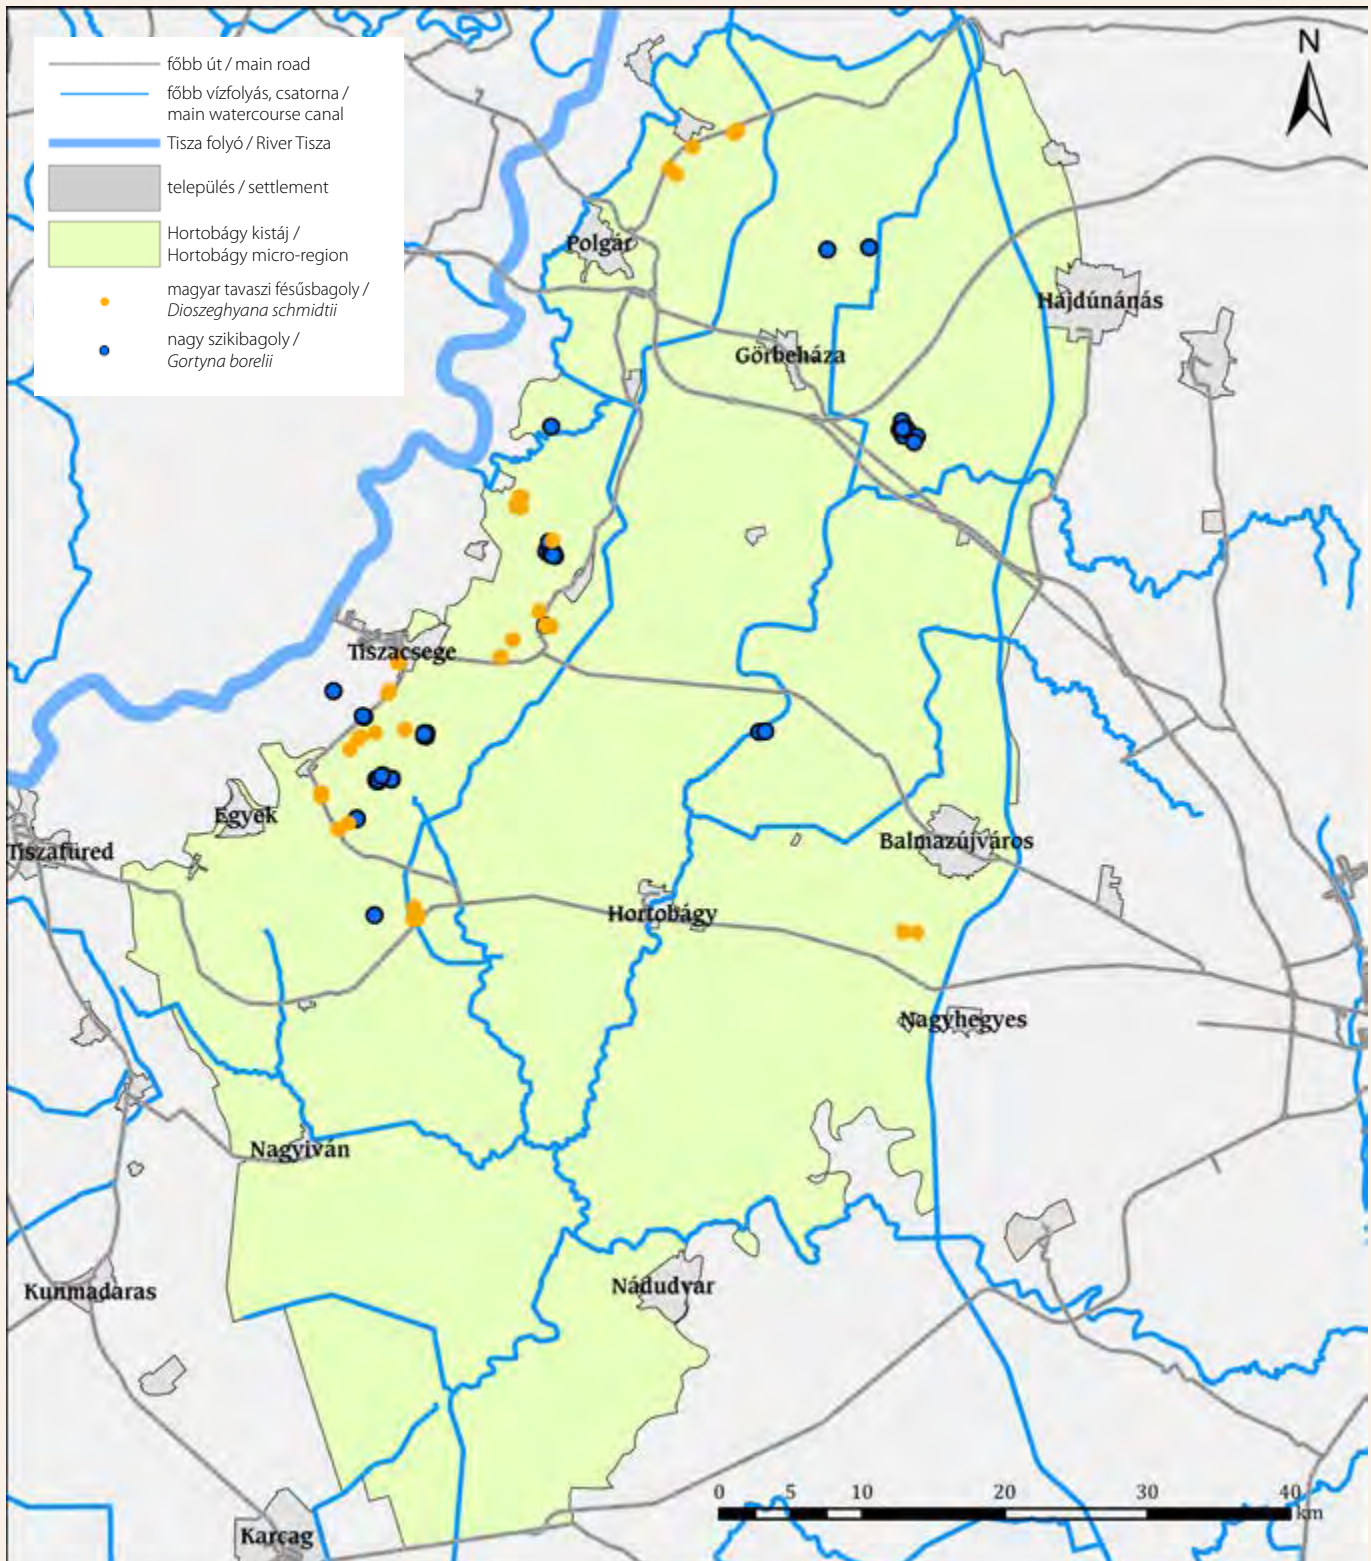 főbb út / main road
főbb vízfolyás, csatorna /
main watercourse canal
Tisza folyó / River Tisza
település / settlement
Hortobágy kistáj /
Hortobágy micro-region
magyar tavaszi fésűsbagoly /
Dioszeghyana schmidtii
nagy szikibagoly /
Gortyna borelii
N
Polgár
Hajdúnánás
Görbeháza
Tiszacsege
Egyek
Tiszafüred
Balmazújváros
Hortobágy
Nagyhegyes
Nagyiván
Kunmadaras
Nádudvar
Karcag
0 5 10 20 30 40
km